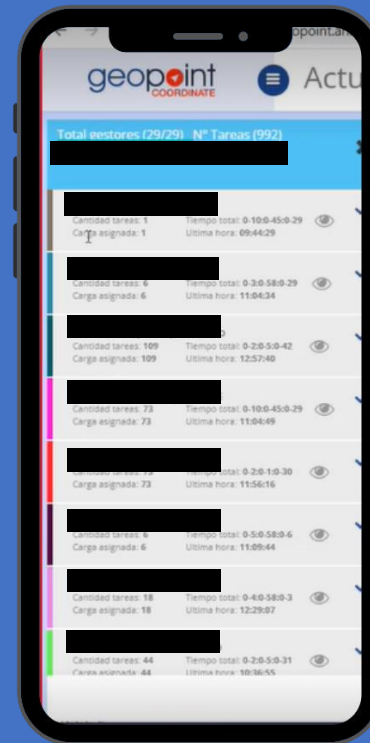 opoint.an
geopoint
COORDINATE
Actu
Total gestores (29/29) N° Tareas (992)
Cantidad tareas: 1 Tiempo total: 0-10:0-45:0-29
Carga asignada: 1 Ultima hora: 09:44:29
Cantidad tareas: 6 Tiempo total: 0-3:0-58:0-29
Carga asignada: 6 Ultima hora: 11:04:34
Cantidad tareas: 109 Tiempo total: 0-2:0-5:0-42
Carga asignada: 109 Ultima hora: 12:57:40
Cantidad tareas: 73 Tiempo total: 0-10:0-45:0-29
Carga asignada: 73 Ultima hora: 11:04:49
Cantidad tareas: 73 Tiempo total: 0-2:0-1:0-30
Carga asignada: 73 Ultima hora: 11:56:16
Cantidad tareas: 6 Tiempo total: 0-5:0-58:0-6
Carga asignada: 6 Ultima hora: 11:09:44
Cantidad tareas: 18 Tiempo total: 0-4:0-58:0-3
Carga asignada: 18 Ultima hora: 12:29:07
Cantidad tareas: 44 Tiempo total: 0-2:0-5:0-31
Carga asignada: 44 Ultima hora: 10:36:55